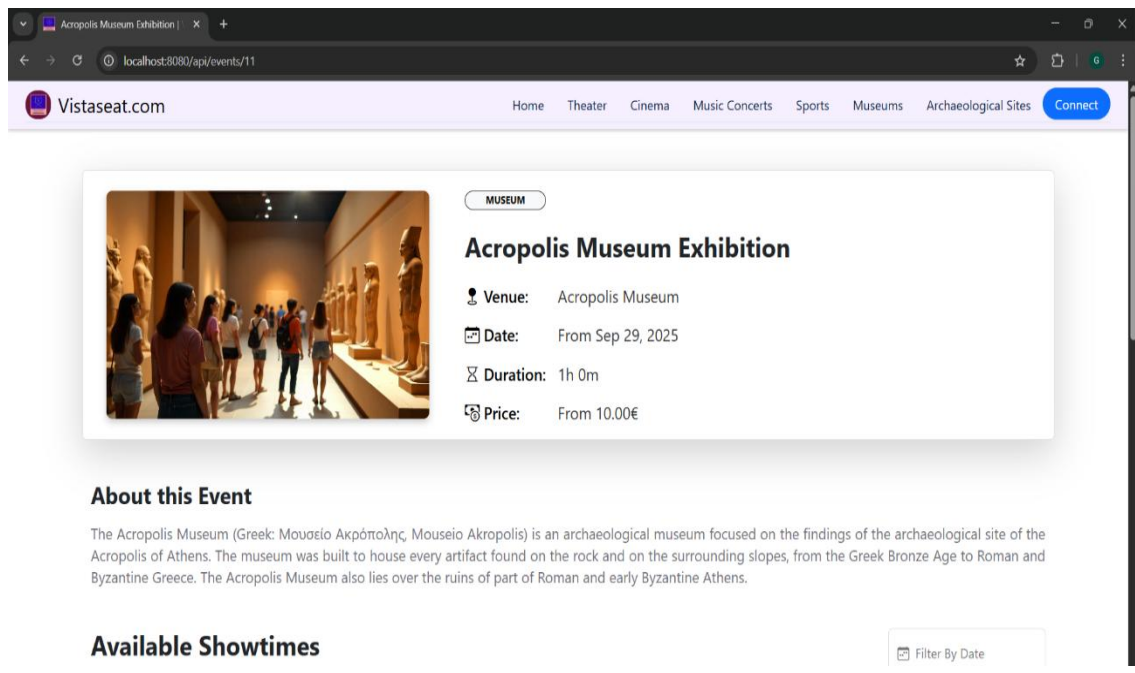 Acropolis Museum Exhibition |
localhost:8080/api/events/11
G
Vistaseat.com
Home Theater Cinema Music Concerts Sports Museums Archaeological Sites Connect
MUSEUM
Acropolis Museum Exhibition
Venue: Acropolis Museum
Date: From Sep 29, 2025
Duration: 1h 0m
Price: From 10.00€
About this Event
The Acropolis Museum (Greek: Μουσείο Ακρόπολης, Mouseio Akropolis) is an archaeological museum focused on the findings of the archaeological site of the
Acropolis of Athens. The museum was built to house every artifact found on the rock and on the surrounding slopes, from the Greek Bronze Age to Roman and
Byzantine Greece. The Acropolis Museum also lies over the ruins of part of Roman and early Byzantine Athens.
Available Showtimes
Filter By Date